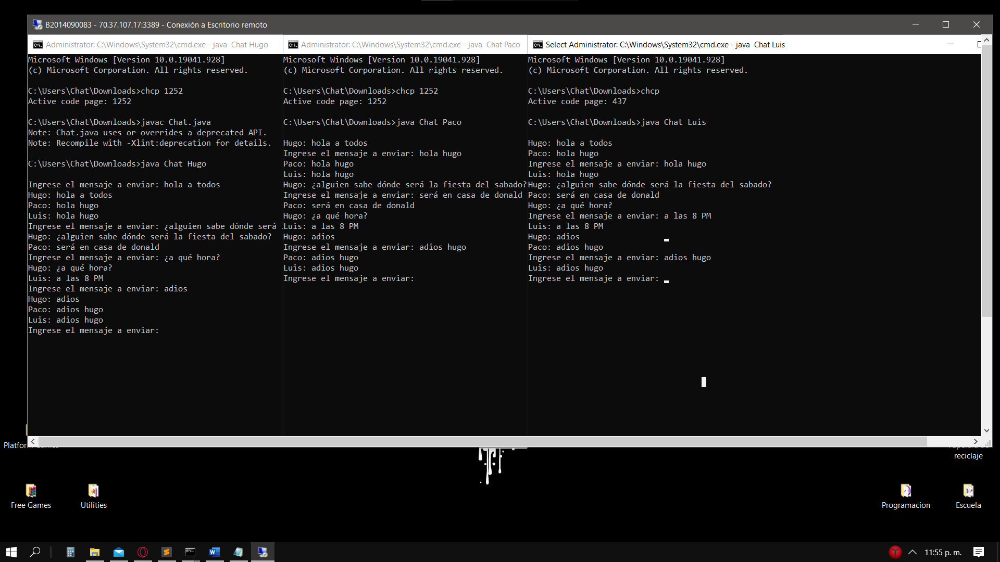 B2014090083 - 70.37.107.17:3389 - Conexión a Escritorio remoto
Administrator: C:\Windows\System32\cmd.exe - java  Chat Hugo
Microsoft Windows [Version 10.0.19041.928]
(c) Microsoft Corporation. All rights reserved.
C:\Users\Chat\Downloads>chcp 1252
Active code page: 1252
C:\Users\Chat\Downloads>javac Chat.java
Note: Chat.java uses or overrides a deprecated API.
Note: Recompile with -Xlint:deprecation for details.
C:\Users\Chat\Downloads>java Chat Hugo
Ingrese el mensaje a enviar: hola a todos
Hugo: hola a todos
Paco: hola hugo
Luis: hola hugo
Ingrese el mensaje a enviar: ¿alguien sabe dónde será
Hugo: ¿alguien sabe dónde será la fiesta del sabado?
Paco: será en casa de donald
Ingrese el mensaje a enviar: ¿a qué hora?
Hugo: ¿a qué hora?
Luis: a las 8 PM
Ingrese el mensaje a enviar: adios
Hugo: adios
Paco: adios hugo
Luis: adios hugo
Ingrese el mensaje a enviar:
Administrator: C:\Windows\System32\cmd.exe - java  Chat Paco
Microsoft Windows [Version 10.0.19041.928]
(c) Microsoft Corporation. All rights reserved.
C:\Users\Chat\Downloads>chcp 1252
Active code page: 1252
C:\Users\Chat\Downloads>java Chat Paco
Hugo: hola a todos
Ingrese el mensaje a enviar: hola hugo
Paco: hola hugo
Luis: hola hugo
Hugo: ¿alguien sabe dónde será la fiesta del sabado?
Ingrese el mensaje a enviar: será en casa de donald
Paco: será en casa de donald
Hugo: ¿a qué hora?
Luis: a las 8 PM
Hugo: adios
Ingrese el mensaje a enviar: adios hugo
Paco: adios hugo
Luis: adios hugo
Ingrese el mensaje a enviar:
Select Administrator: C:\Windows\System32\cmd.exe - java  Chat Luis
Microsoft Windows [Version 10.0.19041.928]
(c) Microsoft Corporation. All rights reserved.
C:\Users\Chat\Downloads>chcp
Active code page: 437
C:\Users\Chat\Downloads>java Chat Luis
Hugo: hola a todos
Paco: hola hugo
Ingrese el mensaje a enviar: hola hugo
Luis: hola hugo
Hugo: ¿alguien sabe dónde será la fiesta del sabado?
Paco: será en casa de donald
Hugo: ¿a qué hora?
Ingrese el mensaje a enviar: a las 8 PM
Luis: a las 8 PM
Hugo: adios
Paco: adios hugo
Ingrese el mensaje a enviar: adios hugo
Luis: adios hugo
Ingrese el mensaje a enviar:
reciclaje
Free Games
Utilities
Programacion
Escuela
11:55 p. m.